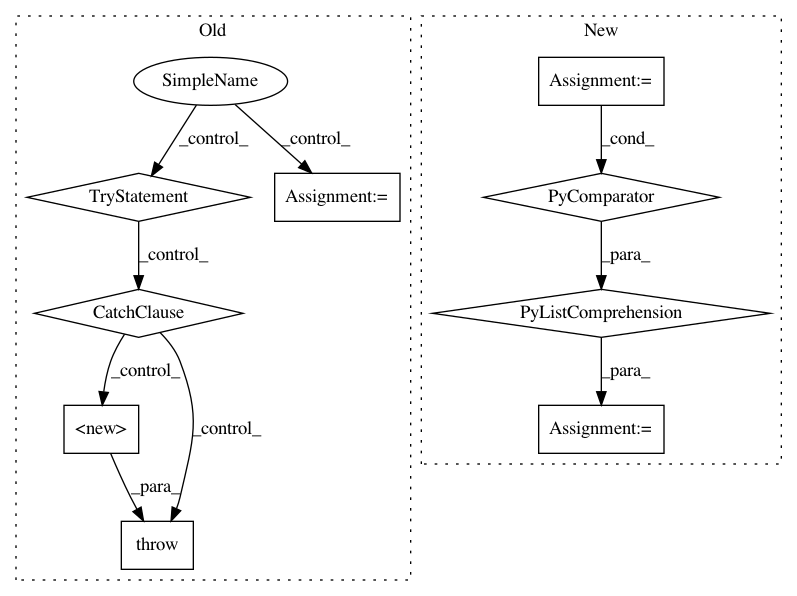 Old
New
SimpleName
Assignment:=
_control_
_control_
_cond_
TryStatement
Assignment:=
PyComparator
_control_
_para_
CatchClause
PyListComprehension
_control_
_para_
<new>
_control_
Assignment:=
_para_
throw